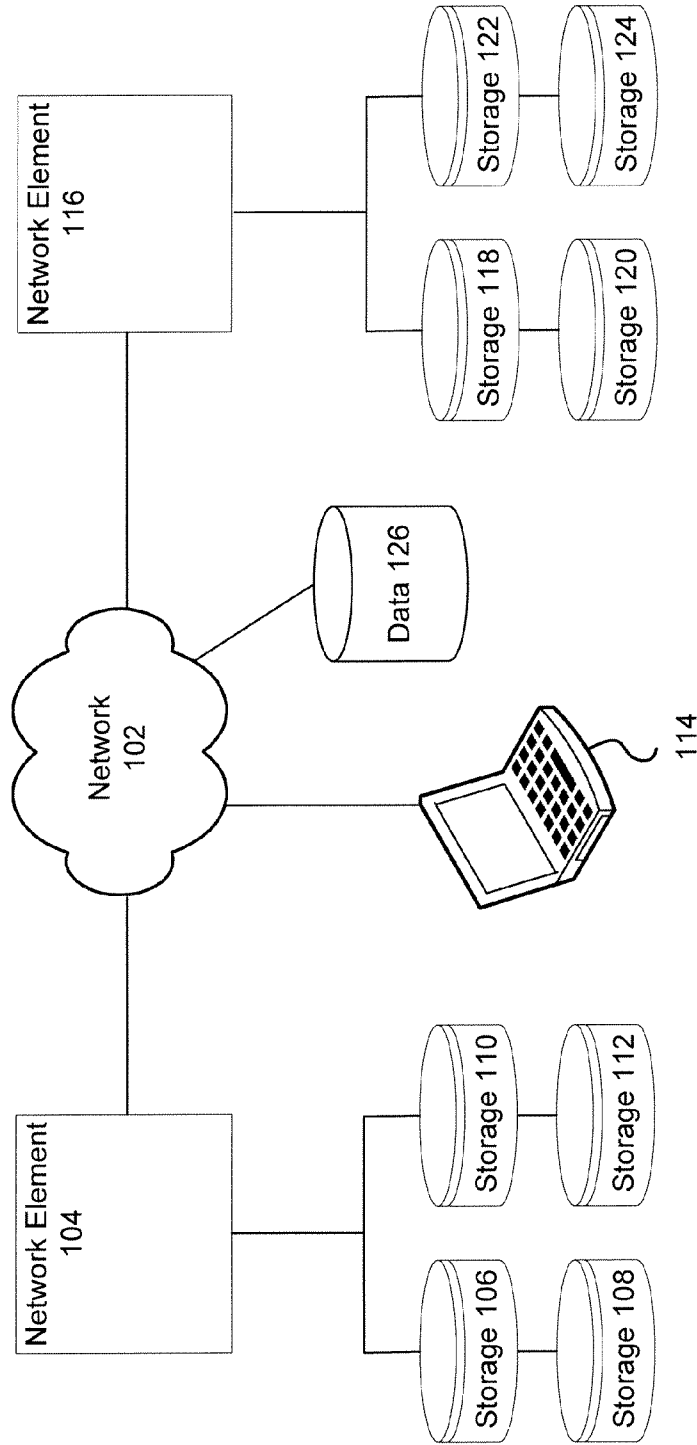 Network Element
104
Network
102
Network Element
116
Storage 106
Storage 110
Storage 108
Storage 112
114
Data 126
Storage 118
Storage 122
Storage 120
Storage 124